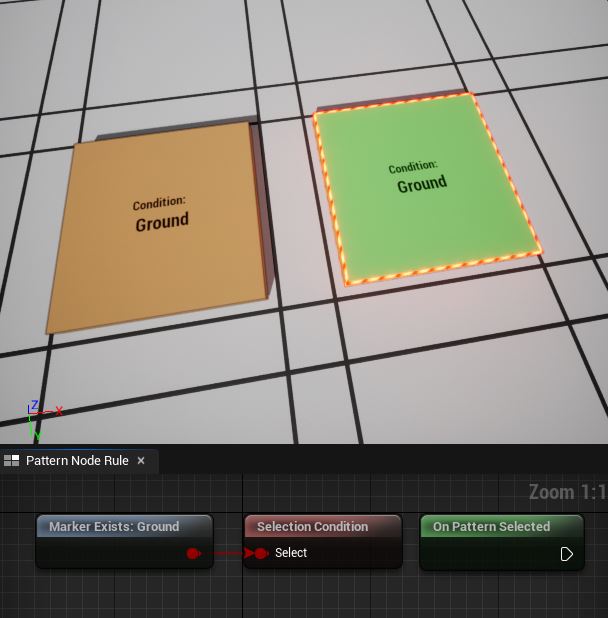 Condition:
Ground
Condition:
Ground
Z
X
Y
Pattern Node Rule
Zoom 1:1
Marker Exists: Ground
Selection Condition
On Pattern Selected
Select